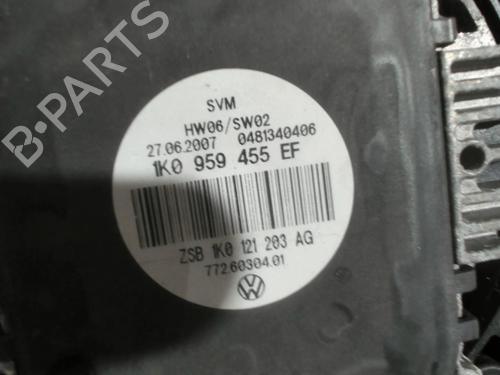 B-PARTS
SVM
HW06/SW02
27.06.2007 0481340406
1K0 959 455 EF
ZSB 1K0 121 203 AG
772.60304.01